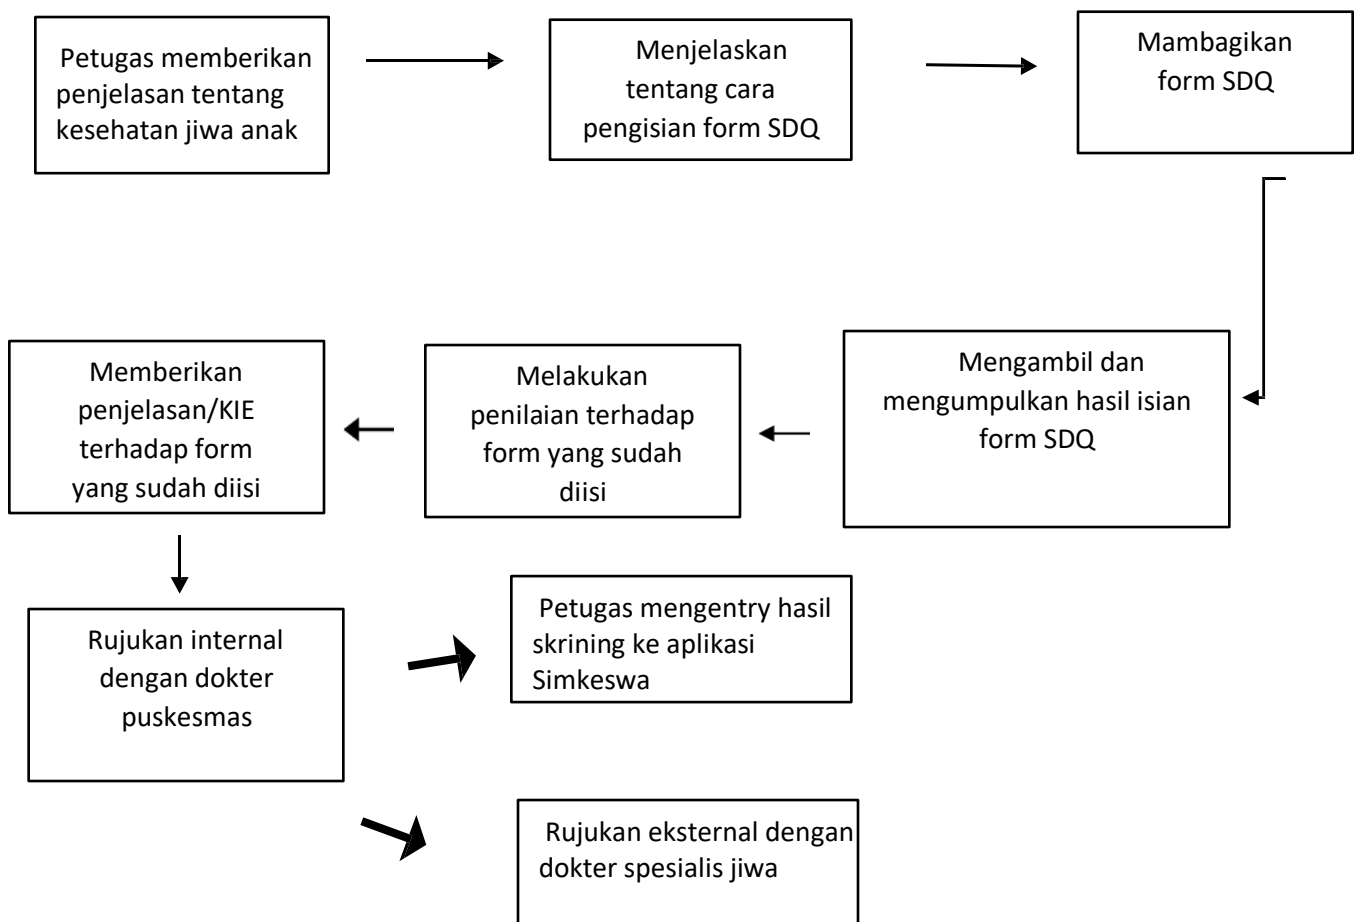 Petugas memberikan
penjelasan tentang
kesehatan jiwa anak
Menjelaskan
tentang cara
pengisian form SDQ
Mambagikan
form SDQ
Mengambil dan
mengumpulkan hasil isian
form SDQ
Melakukan
penilaian terhadap
form yang sudah
diisi
Memberikan
penjelasan/KIE
terhadap form
yang sudah diisi
Rujukan internal
dengan dokter
puskesmas
Petugas mengentry hasil
skrining ke aplikasi
Simkeswa
Rujukan eksternal dengan
dokter spesialis jiwa